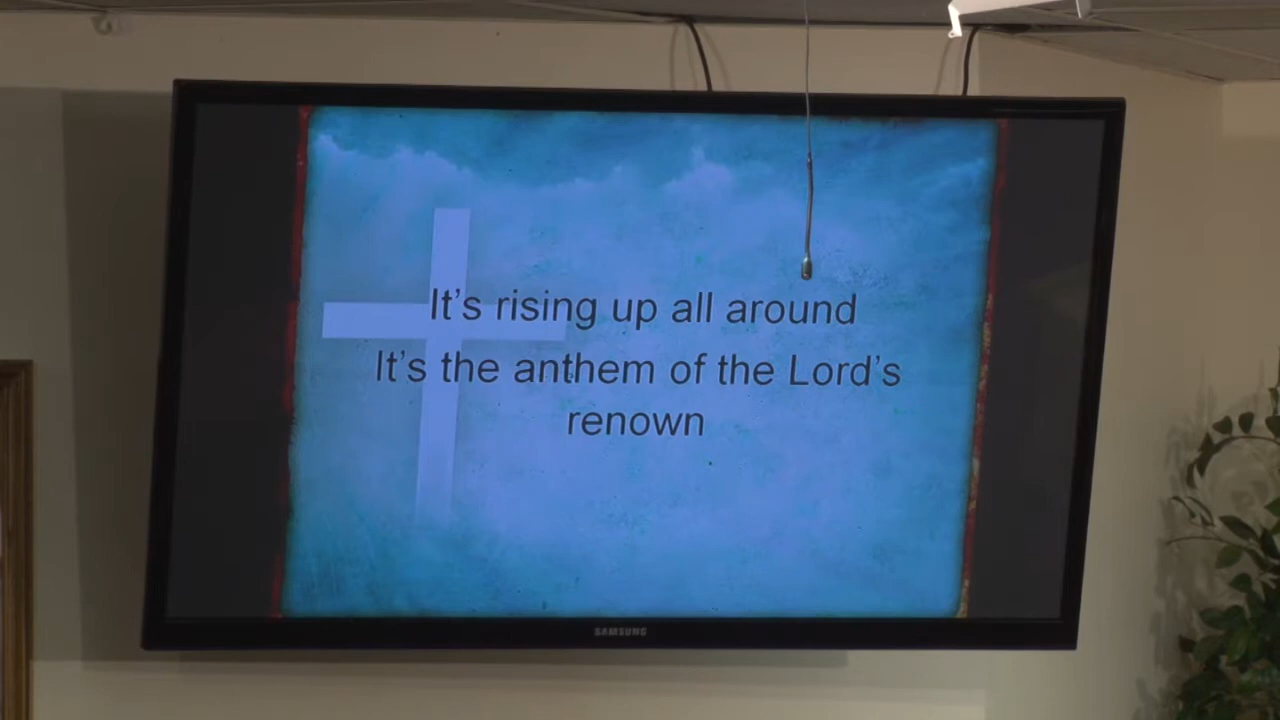 It’s rising up all around
It’s the anthem of the Lord’s
renown
SAMSUNG